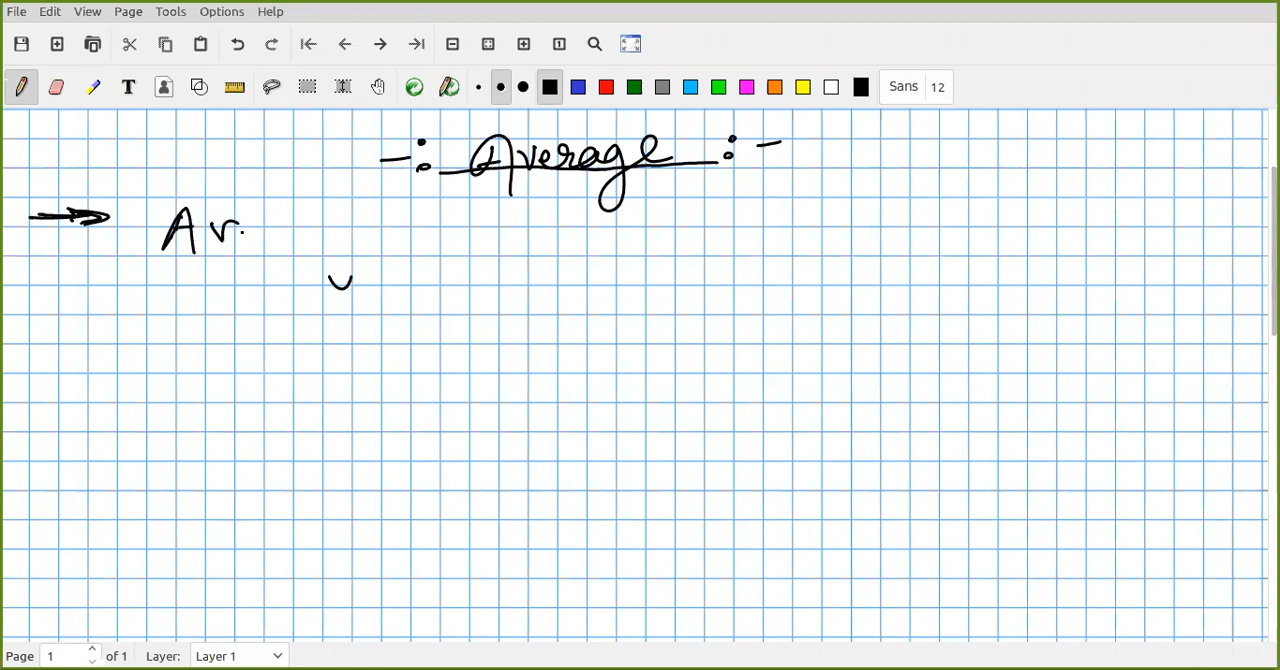 File Edit View Page Tools Options Help
T Sans 12
-: Average :-
Av.
Page 1 of 1 Layer: Layer 1